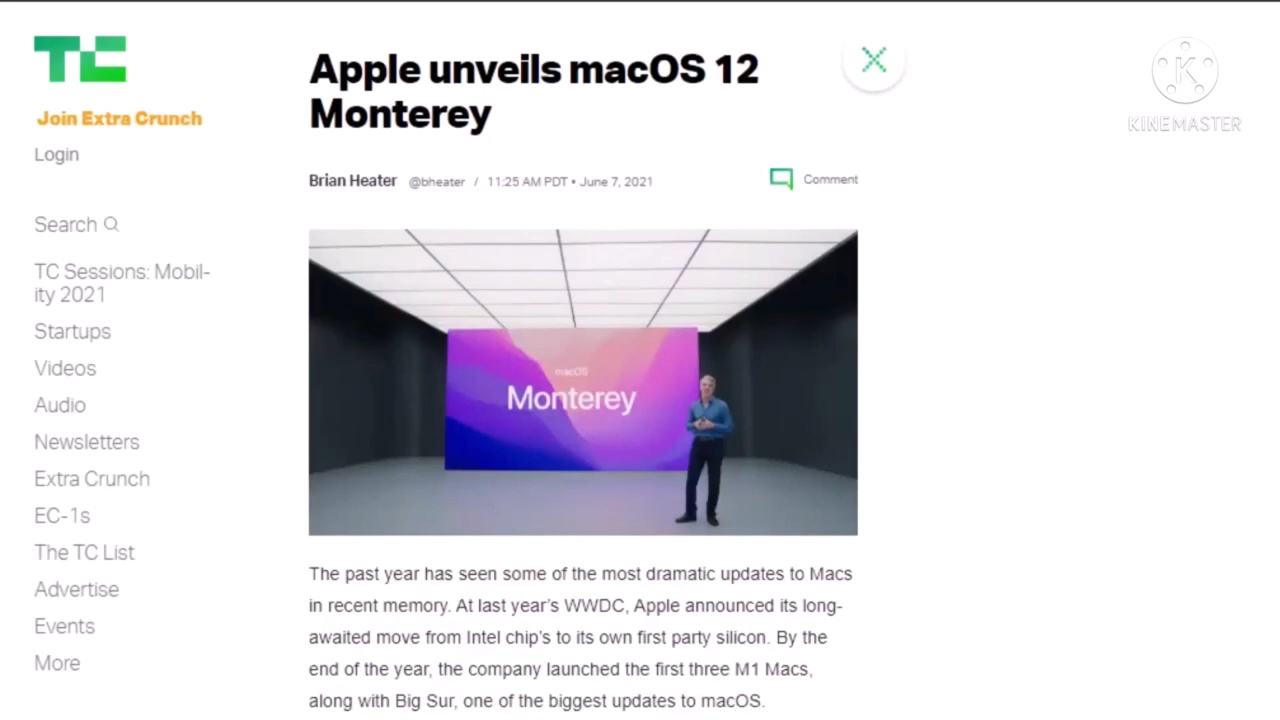 TC
Join Extra Crunch
Login
Search
TC Sessions: Mobil-
ity 2021
Startups
Videos
Audio
Newsletters
Extra Crunch
EC-1s
The TC List
Advertise
Events
More
Apple unveils macOS 12
Monterey
Brian Heater @bheater / 11:25 AM PDT • June 7, 2021
Comment
macOS
Monterey
The past year has seen some of the most dramatic updates to Macs
in recent memory. At last year’s WWDC, Apple announced its long-
awaited move from Intel chip’s to its own first party silicon. By the
end of the year, the company launched the first three M1 Macs,
along with Big Sur, one of the biggest updates to macOS.
K
KINEMASTER